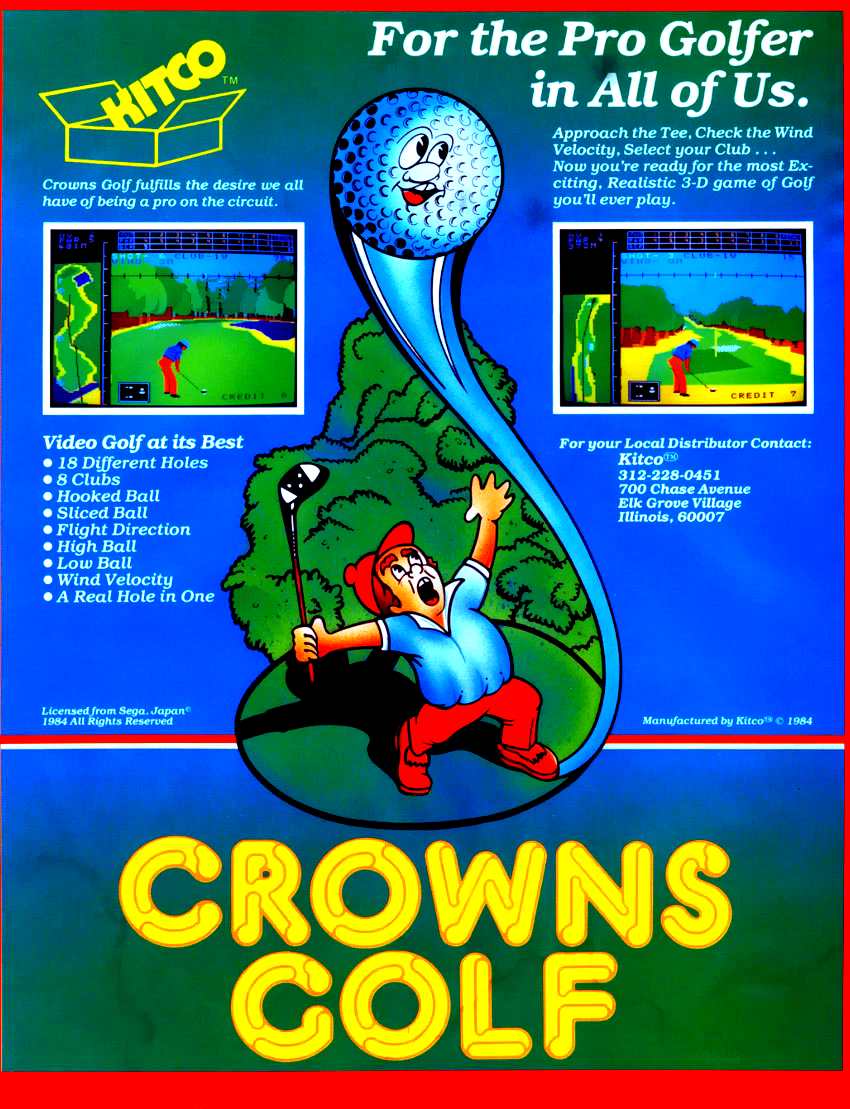 KITCO TM
For the Pro Golfer
in All of Us.
Approach the Tee, Check the Wind
Velocity, Select your Club . . .
Now you're ready for the most Ex-
citing, Realistic 3-D game of Golf
you'll ever play.
Crowns Golf fulfills the desire we all
have of being a pro on the circuit.
CREDIT 6
CREDIT 7
Video Golf at its Best
● 18 Different Holes
● 8 Clubs
● Hooked Ball
● Sliced Ball
● Flight Direction
● High Ball
● Low Ball
● Wind Velocity
● A Real Hole in One
For your Local Distributor Contact:
Kitco™
312-228-0451
700 Chase Avenue
Elk Grove Village
Illinois, 60007
Licensed from Sega, Japan©
1984 All Rights Reserved
Manufactured by Kitco™ © 1984
CROWNS
GOLF